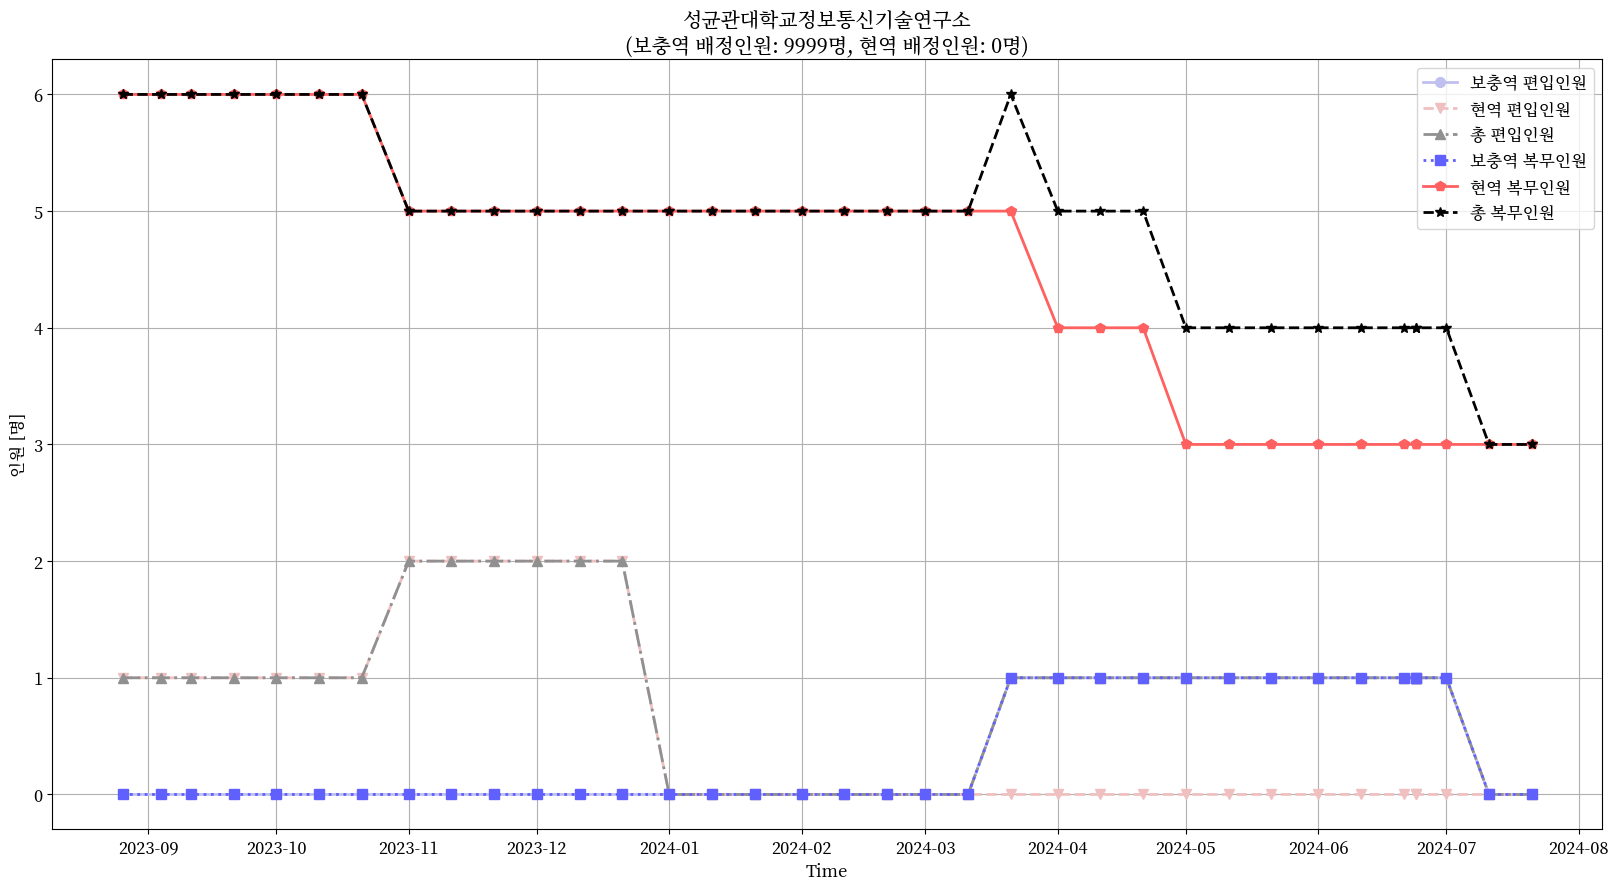 성균관대학교정보통신기술연구소
(보충역 배정인원: 9999명, 현역 배정인원: 0명)
보충역 편입인원
현역 편입인원
총 편입인원
보충역 복무인원
현역 복무인원
총 복무인원
인원 [명]
6
5
4
3
2
1
0
2023-09 2023-10 2023-11 2023-12 2024-01 2024-02 2024-03 2024-04 2024-05 2024-06 2024-07 2024-08
Time